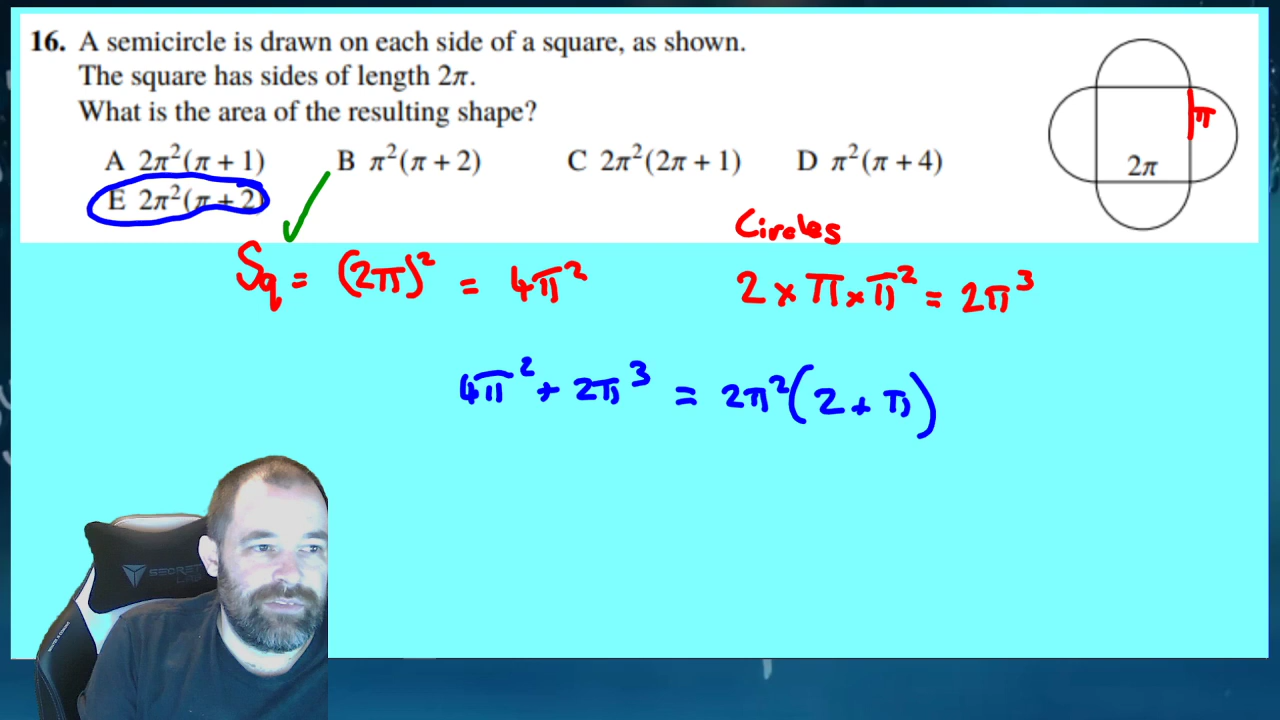 16. A semicircle is drawn on each side of a square, as shown.
The square has sides of length 2π.
What is the area of the resulting shape?
A 2π²(π + 1) B π²(π + 2) C 2π²(2π + 1) D π²(π + 4)
E 2π²(π + 2)
π
2π
Circles
Sq = (2π)² = 4π² 2 × π × π² = 2π³
4π² + 2π³ = 2π²(2 + π)
SECRET
LAB